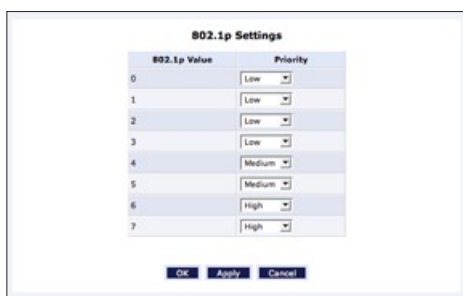 802.1p Settings
802.1p Value Priority
0 Low
1 Low
2 Low
3 Low
4 Medium
5 Medium
6 High
7 High
OK Apply Cancel